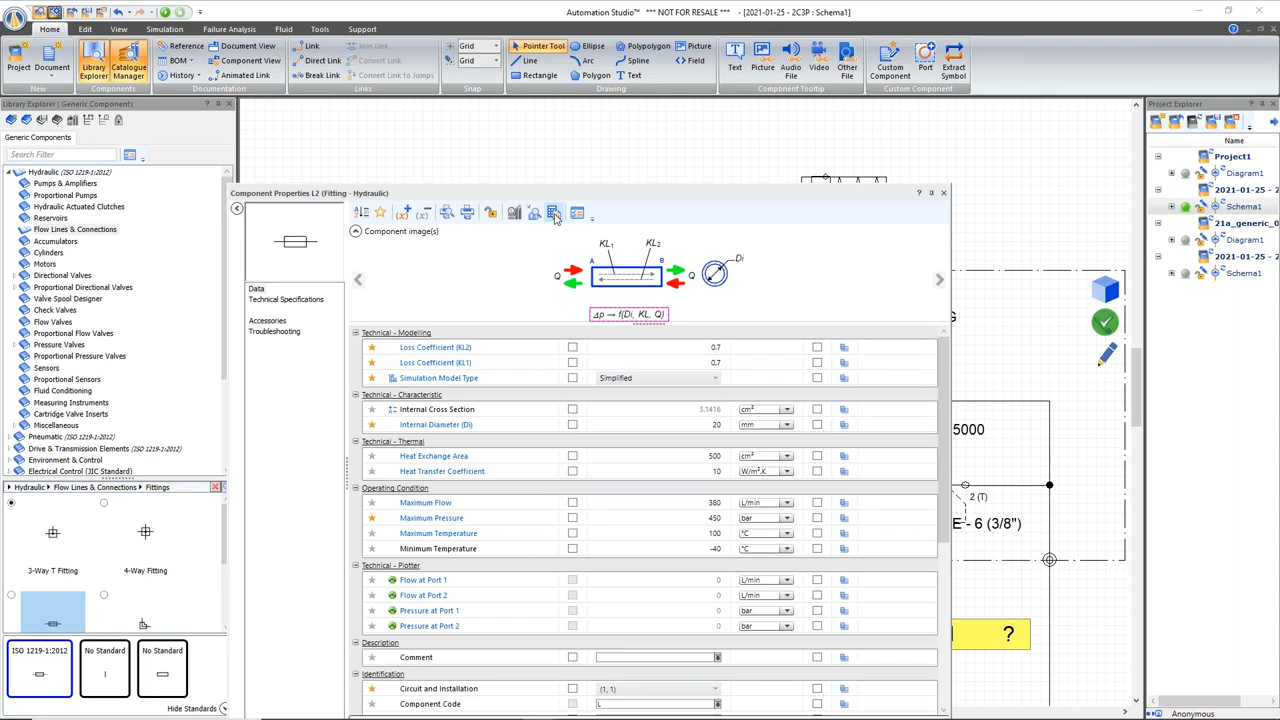 Automation Studio™ *** NOT FOR RESALE *** [2021-01-25 - 2C3P : Schema1]
Home Edit View Simulation Failure Analysis Fluid Tools Support
Project Document
New
Library Explorer Catalogue Manager
Components
Reference Document View
BOM Component View
History Animated Link
Documentation
Link Join Link
Direct Link Convert Link
Break Link Convert Link to Jumps
Links
Grid
Grid
Snap
Pointer Tool Ellipse Polypolygon Picture
Line Arc Spline Field
Rectangle Polygon Text
Drawing
Text Picture Audio File Video Other File
Component Tooltip
Custom Component Port Extract Symbol
Custom Component
Library Explorer | Generic Components
Generic Components
Search Filter
Hydraulic (ISO 1219-1:2012)
Pumps & Amplifiers
Proportional Pumps
Hydraulic Actuated Clutches
Reservoirs
Flow Lines & Connections
Accumulators
Cylinders
Motors
Directional Valves
Proportional Directional Valves
Valve Spool Designer
Check Valves
Flow Valves
Proportional Flow Valves
Pressure Valves
Proportional Pressure Valves
Sensors
Proportional Sensors
Fluid Conditioning
Measuring Instruments
Cartridge Valve Inserts
Miscellaneous
Pneumatic (ISO 1219-1:2012)
Drive & Transmission Elements (ISO 1219-1:2012)
Environment & Control
Electrical Control (JIC Standard)
Hydraulic Flow Lines & Connections Fittings
3-Way T Fitting 4-Way Fitting
ISO 1219-1:2012 No Standard No Standard
Hide Standards
Component Properties L2 (Fitting - Hydraulic)
Component image(s)
KL1 KL2
A B
Q Q
Di
Δp → f(Di, KL, Q)
Data
Technical Specifications
Accessories
Troubleshooting
Technical - Modelling
Loss Coefficient (KL2) 0.7
Loss Coefficient (KL1) 0.7
Simulation Model Type Simplified
Technical - Characteristic
Internal Cross Section 3.1416 cm²
Internal Diameter (Di) 20 mm
Technical - Thermal
Heat Exchange Area 500 cm²
Heat Transfer Coefficient 10 W/m².K
Operating Condition
Maximum Flow 380 L/min
Maximum Pressure 450 bar
Maximum Temperature 100 °C
Minimum Temperature -40 °C
Technical - Plotter
Flow at Port 1 0 L/min
Flow at Port 2 0 L/min
Pressure at Port 1 0 bar
Pressure at Port 2 0 bar
Description
Comment
Identification
Circuit and Installation (1, 1)
Component Code L
G
5000
2 (T)
E - 6 (3/8")
?
Project Explorer
Name
Project1
Diagram1
2021-01-25 -
Schema1
21a_generic_0
Diagram1
2021-01-25 -
Schema1
Anonymous